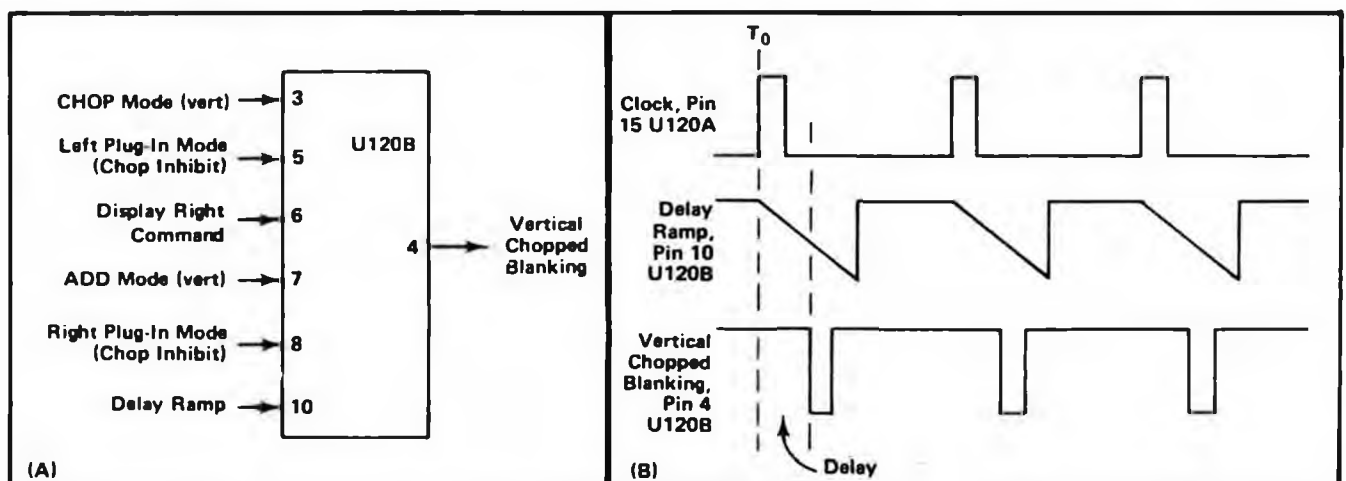 CHOP Mode (vert)
3
Left Plug-In Mode
(Chop Inhibit)
5
U120B
Display Right
Command
6
4
Vertical
Chopped
Blanking
ADD Mode (vert)
7
Right Plug-In Mode
(Chop Inhibit)
8
Delay Ramp
10
(A)
T0
Clock, Pin
15 U120A
Delay
Ramp,
Pin 10
U120B
Vertical
Chopped
Blanking,
Pin 4
U120B
Delay
(B)